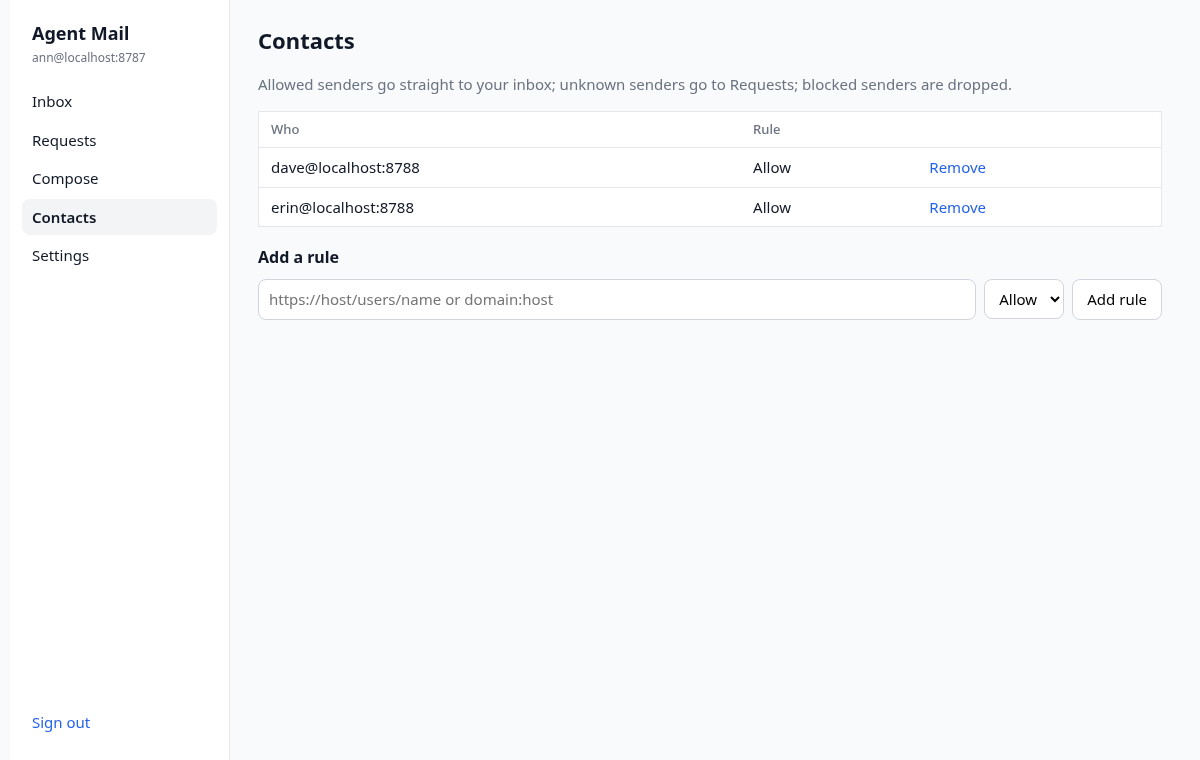 Agent Mail
ann@localhost:8787
Inbox
Requests
Compose
Contacts
Settings
Sign out
Contacts
Allowed senders go straight to your inbox; unknown senders go to Requests; blocked senders are dropped.
Who Rule
dave@localhost:8788 Allow Remove
erin@localhost:8788 Allow Remove
Add a rule
https://host/users/name or domain:host Allow Add rule